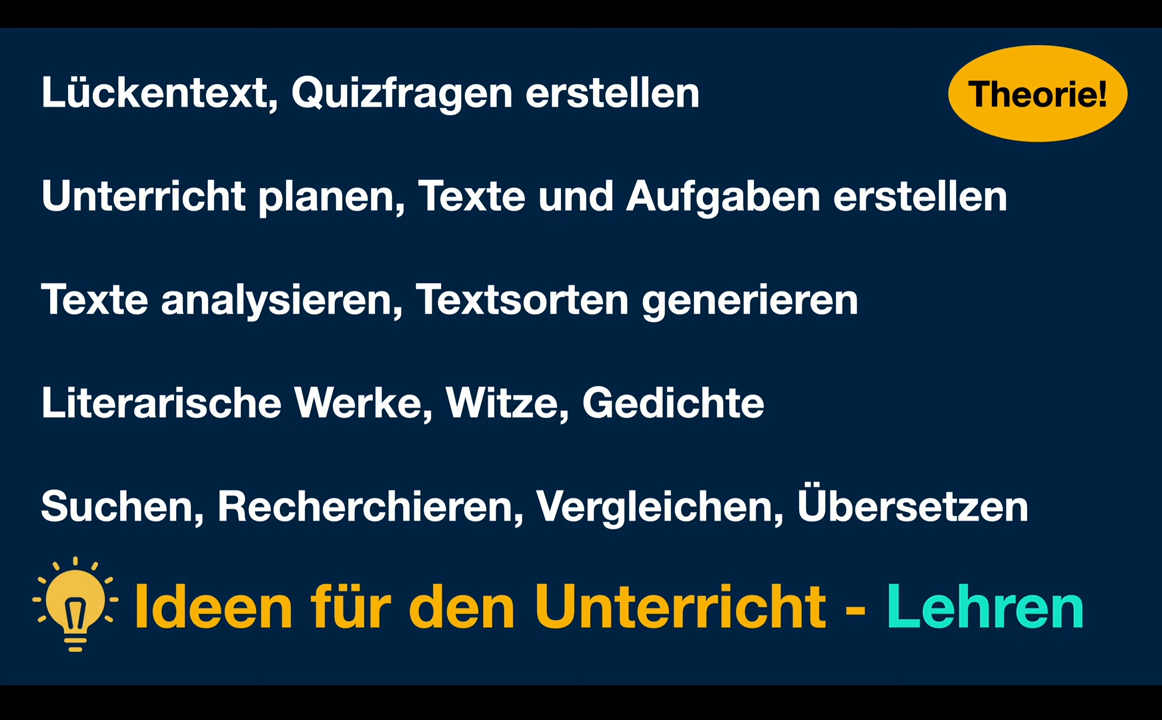 Lückentext, Quizfragen erstellen
Theorie!
Unterricht planen, Texte und Aufgaben erstellen
Texte analysieren, Textsorten generieren
Literarische Werke, Witze, Gedichte
Suchen, Recherchieren, Vergleichen, Übersetzen
Ideen für den Unterricht - Lehren